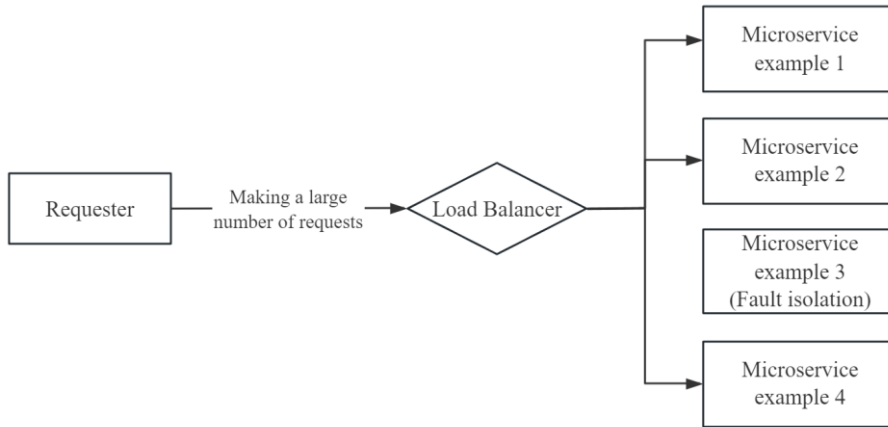 Requester
Making a large
number of requests
Load Balancer
Microservice
example 1
Microservice
example 2
Microservice
example 3
(Fault isolation)
Microservice
example 4